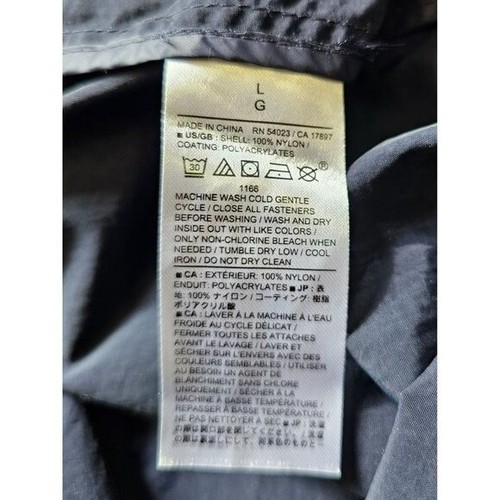 L
G
MADE IN CHINA RN 54023 / CA 17897
■ US/GB : SHELL: 100% NYLON /
COATING: POLYACRYLATES
30
1166
MACHINE WASH COLD GENTLE
CYCLE / CLOSE ALL FASTENERS
BEFORE WASHING / WASH AND DRY
INSIDE OUT WITH LIKE COLORS /
ONLY NON-CHLORINE BLEACH WHEN
NEEDED / TUMBLE DRY LOW / COOL
IRON / DO NOT DRY CLEAN
■ CA : EXTÉRIEUR: 100% NYLON /
ENDUIT: POLYACRYLATES ■ JP : 表
地: 100% ナイロン / コーティング: 樹脂
ポリアクリル酸
■ CA : LAVER À LA MACHINE À L'EAU
FROIDE AU CYCLE DÉLICAT /
FERMER TOUTES LES ATTACHES
AVANT LE LAVAGE / LAVER ET
SÉCHER SUR L'ENVERS AVEC DES
COULEURS SEMBLABLES / UTILISER
AU BESOIN UN AGENT DE
BLANCHIMENT SANS CHLORE
UNIQUEMENT / SÉCHER À LA
MACHINE À BASSE TEMPÉRATURE /
REPASSER À BASSE TEMPÉRATURE /
NE PAS NETTOYER À SEC ■ JP : 洗濯